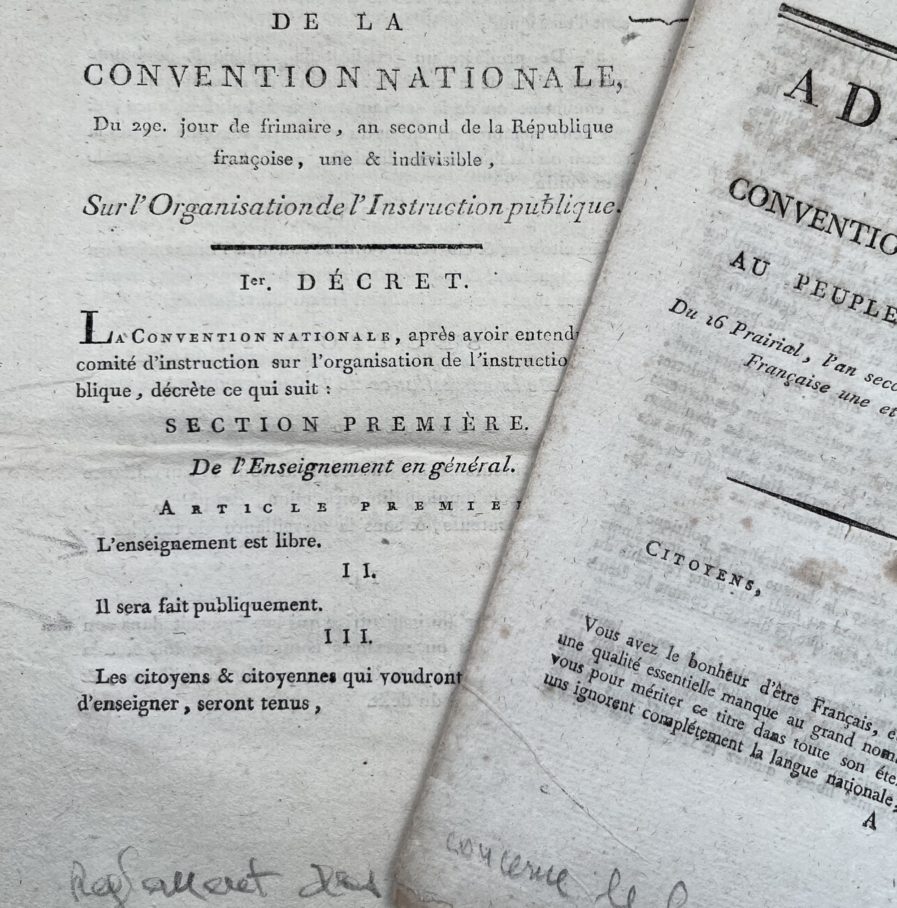 DE LA
CONVENTION NATIONALE,
Du 29e. jour de frimaire, an second de la République
françoise, une & indivisible,
Sur l'Organisation de l'Instruction publique.
Ier. DÉCRET.
LA CONVENTION NATIONALE, après avoir entend
comité d'instruction sur l'organisation de l'instructio
blique, décrète ce qui suit :
SECTION PREMIÈRE.
De l'Enseignement en général.
ARTICLE PREMIE
L'enseignement est libre.
II.
Il sera fait publiquement.
III.
Les citoyens & citoyennes qui voudront
d'enseigner, seront tenus,
AD
CONVENTIO
AU PEUPLE
Du 16 Prairial, l'an seco
Française une et
CITOYENS,
Vous avez le bonheur d'être Français, e
une qualité essentielle manque au grand nom
vous pour mériter ce titre dans toute son éte
uns ignorent complétement la langue nationale,
A
concerne le